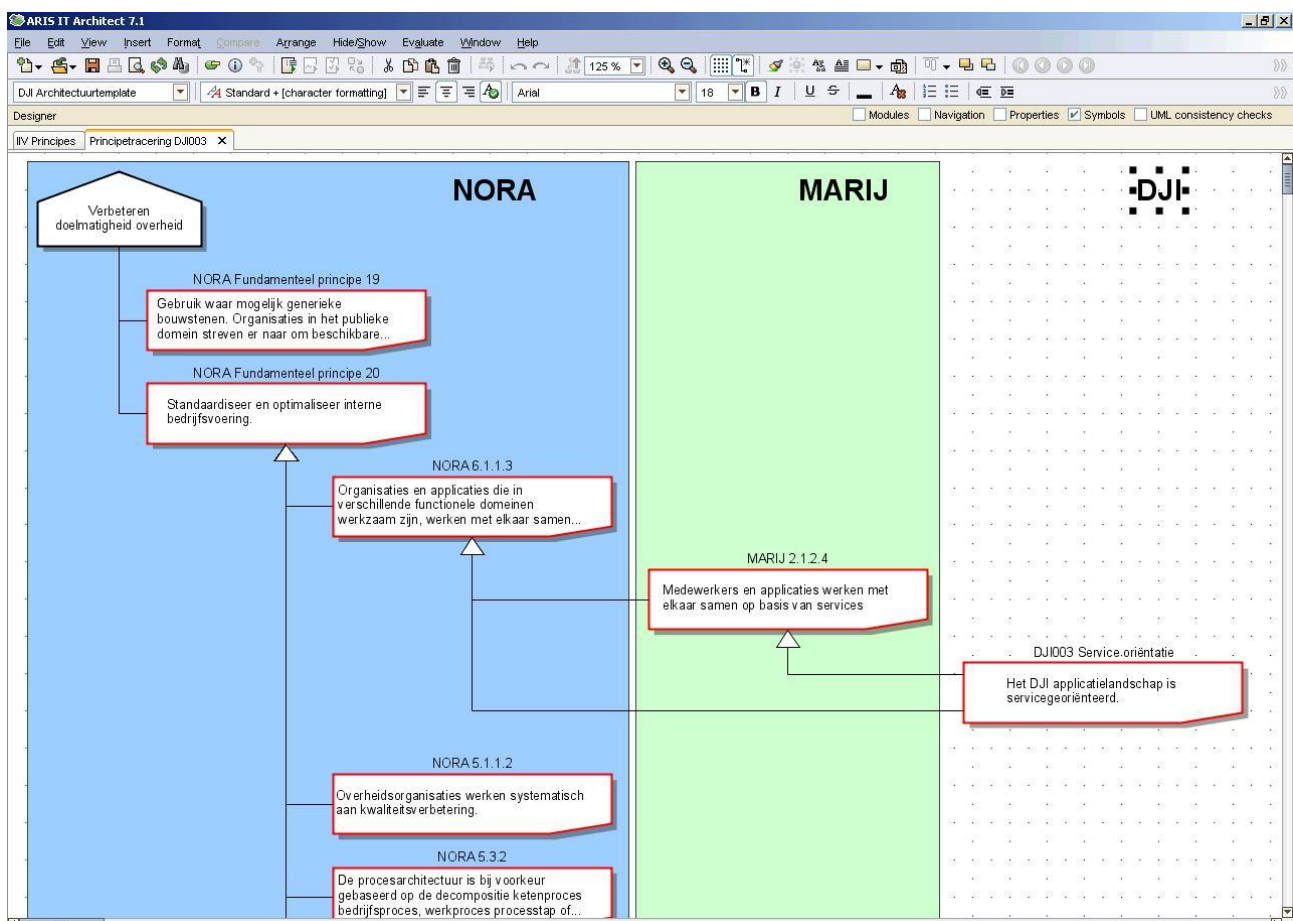 ARIS IT Architect 7.1
File Edit View Insert Format Compare Arrange Hide/Show Evaluate Window Help
125 %
DJI Architectuurtemplate A Standard + [character formatting] Arial 18 B I U
Designer Modules Navigation Properties Symbols UML consistency checks
IIV Principes Principetracering DJI003 X
NORA MARIJ DJI
Verbeteren
doelmatigheid overheid
NORA Fundamenteel principe 19
Gebruik waar mogelijk generieke
bouwstenen. Organisaties in het publieke
domein streven er naar om beschikbare...
NORA Fundamenteel principe 20
Standaardiseer en optimaliseer interne
bedrijfsvoering.
NORA 6.1.1.3
Organisaties en applicaties die in
verschillende functionele domeinen
werkzaam zijn, werken met elkaar samen...
MARIJ 2.1.2.4
Medewerkers en applicaties werken met
elkaar samen op basis van services
DJI003 Service.oriëntatie
Het DJI applicatielandschap is
servicegeoriënteerd.
NORA 5.1.1.2
Overheidsorganisaties werken systematisch
aan kwaliteitsverbetering.
NORA 5.3.2
De procesarchitectuur is bij voorkeur
gebaseerd op de decompositie ketenproces
bedrijfsproces, werkproces processtap of...